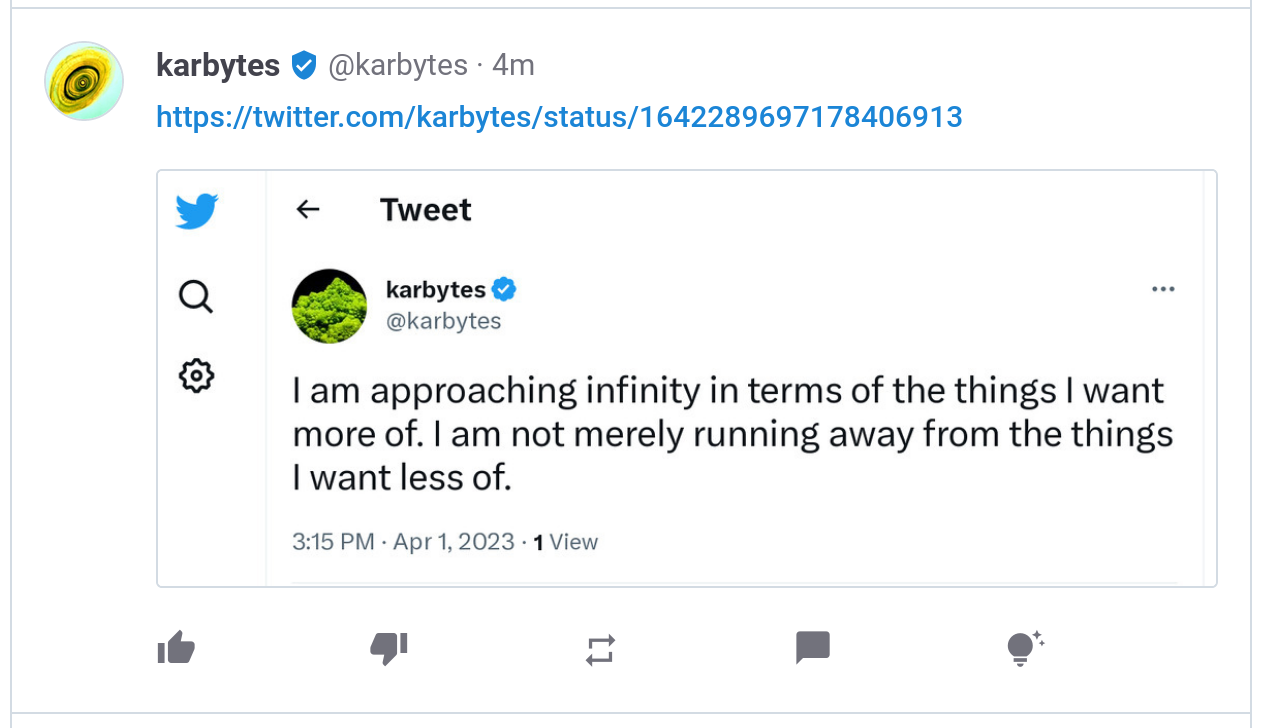 karbytes @karbytes · 4m
https://twitter.com/karbytes/status/1642289697178406913
Tweet
karbytes
@karbytes
I am approaching infinity in terms of the things I want
more of. I am not merely running away from the things
I want less of.
3:15 PM · Apr 1, 2023 · 1 View